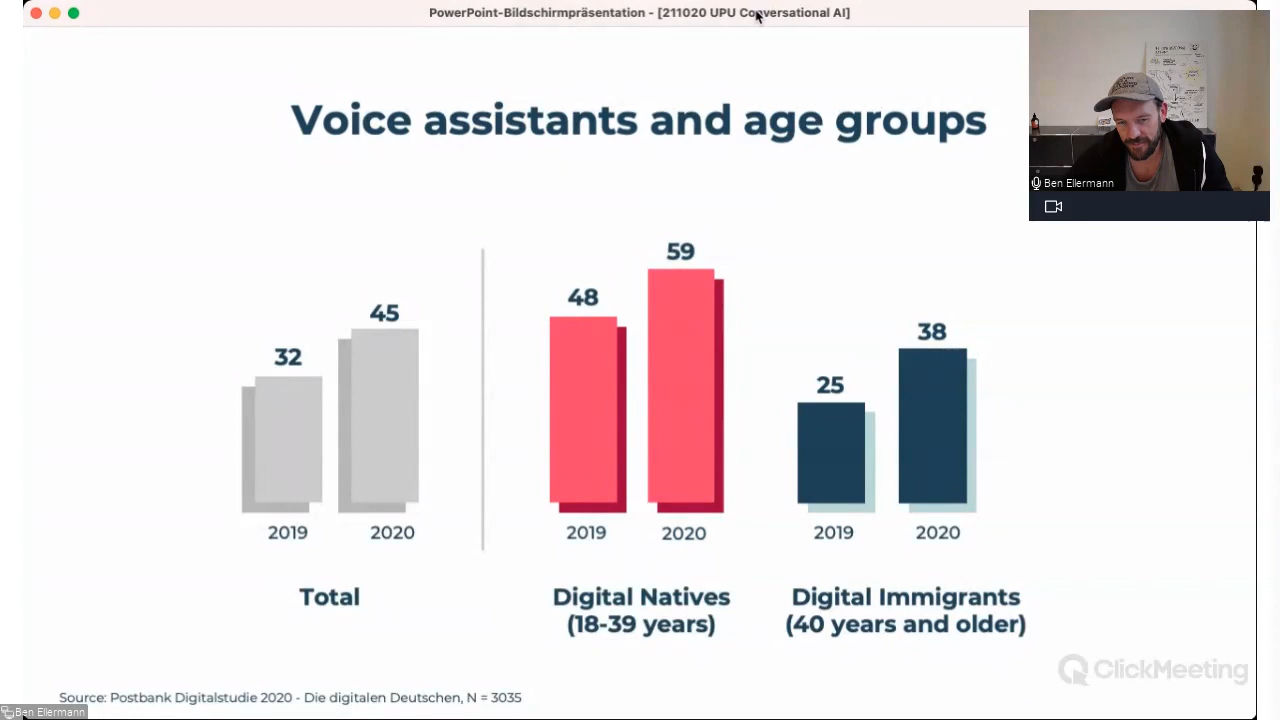 PowerPoint-Bildschirmpräsentation - [211020 UPU Conversational AI]
Voice assistants and age groups
Ben Ellermann
32
45
48
59
25
38
2019
2020
2019
2020
2019
2020
Total
Digital Natives
(18-39 years)
Digital Immigrants
(40 years and older)
ClickMeeting
Source: Postbank Digitalstudie 2020 - Die digitalen Deutschen, N = 3035
Ben Ellermann